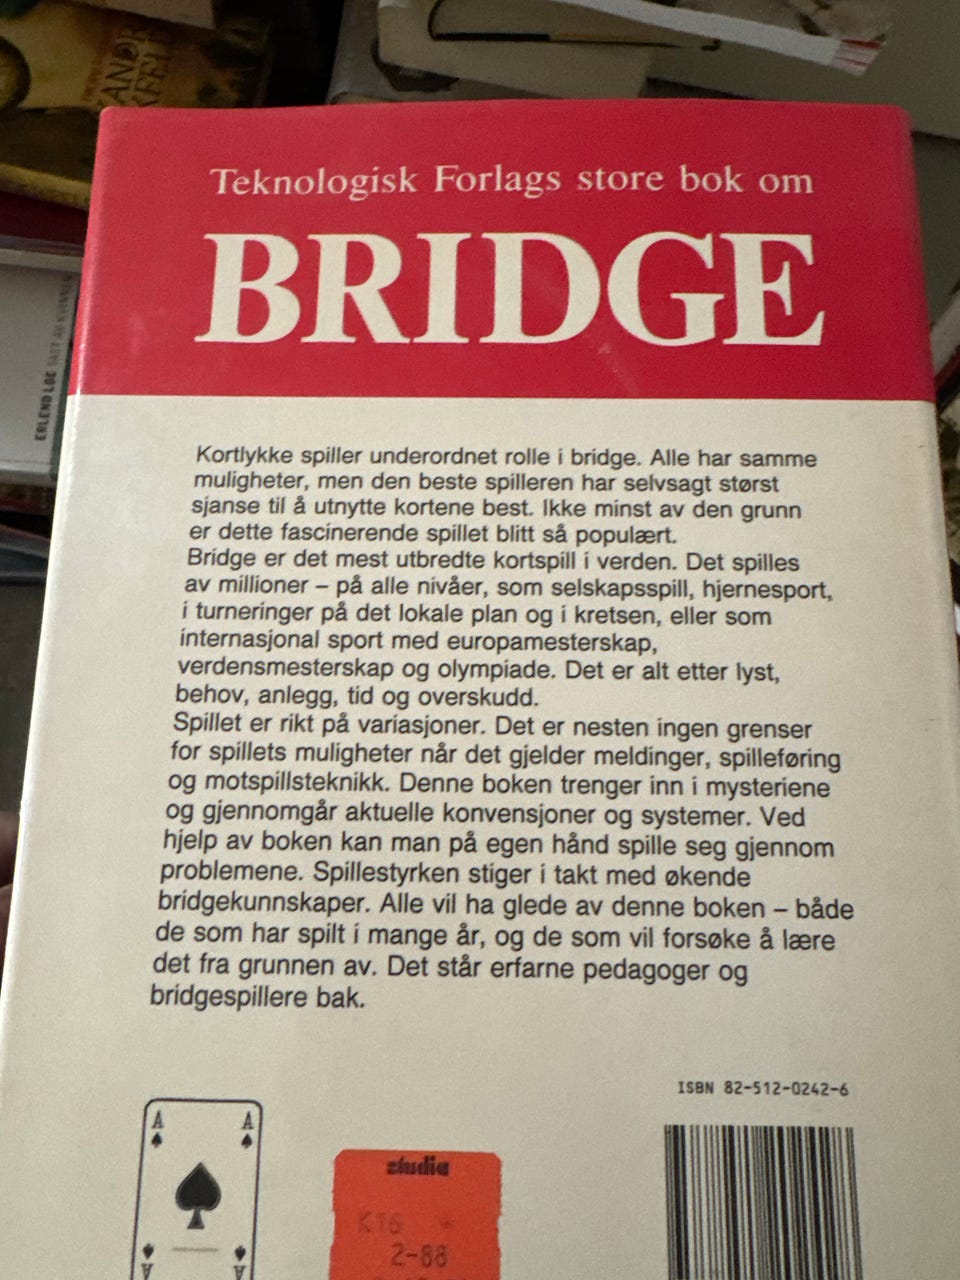 ERLEND LOE TATT AV KVINNEN
Teknologisk Forlags store bok om
BRIDGE
Kortlykke spiller underordnet rolle i bridge. Alle har samme
muligheter, men den beste spilleren har selvsagt størst
sjanse til å utnytte kortene best. Ikke minst av den grunn
er dette fascinerende spillet blitt så populært.
Bridge er det mest utbredte kortspill i verden. Det spilles
av millioner – på alle nivåer, som selskapsspill, hjernesport,
i turneringer på det lokale plan og i kretsen, eller som
internasjonal sport med europamesterskap,
verdensmesterskap og olympiade. Det er alt etter lyst,
behov, anlegg, tid og overskudd.
Spillet er rikt på variasjoner. Det er nesten ingen grenser
for spillets muligheter når det gjelder meldinger, spilleføring
og motspillsteknikk. Denne boken trenger inn i mysteriene
og gjennomgår aktuelle konvensjoner og systemer. Ved
hjelp av boken kan man på egen hånd spille seg gjennom
problemene. Spillestyrken stiger i takt med økende
bridgekunnskaper. Alle vil ha glede av denne boken – både
de som har spilt i mange år, og de som vil forsøke å lære
det fra grunnen av. Det står erfarne pedagoger og
bridgespillere bak.
ISBN 82-512-0242-6
A A
studia
K16
2-88
A A